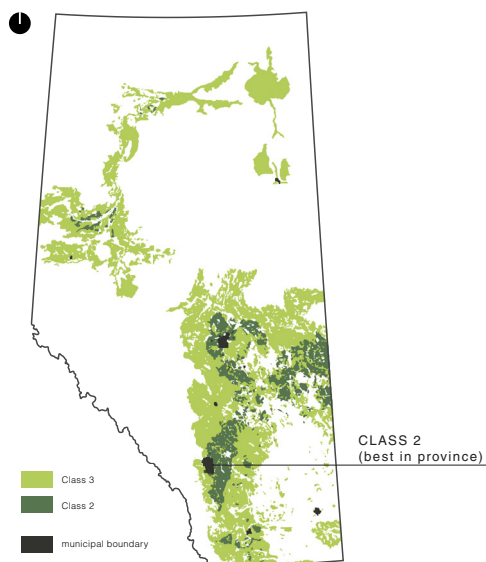 CLASS 2
(best in province)
Class 3
Class 2
municipal boundary